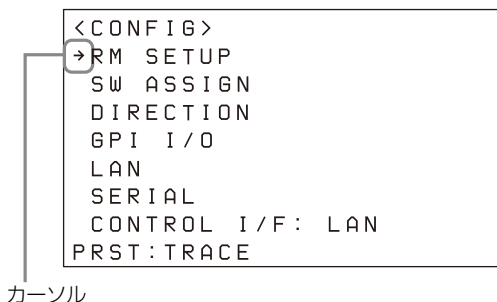 <CONFIG>
→RM SETUP
SW ASSIGN
DIRECTION
GPI I/O
LAN
SERIAL
CONTROL I/F: LAN
PRST:TRACE
カーソル